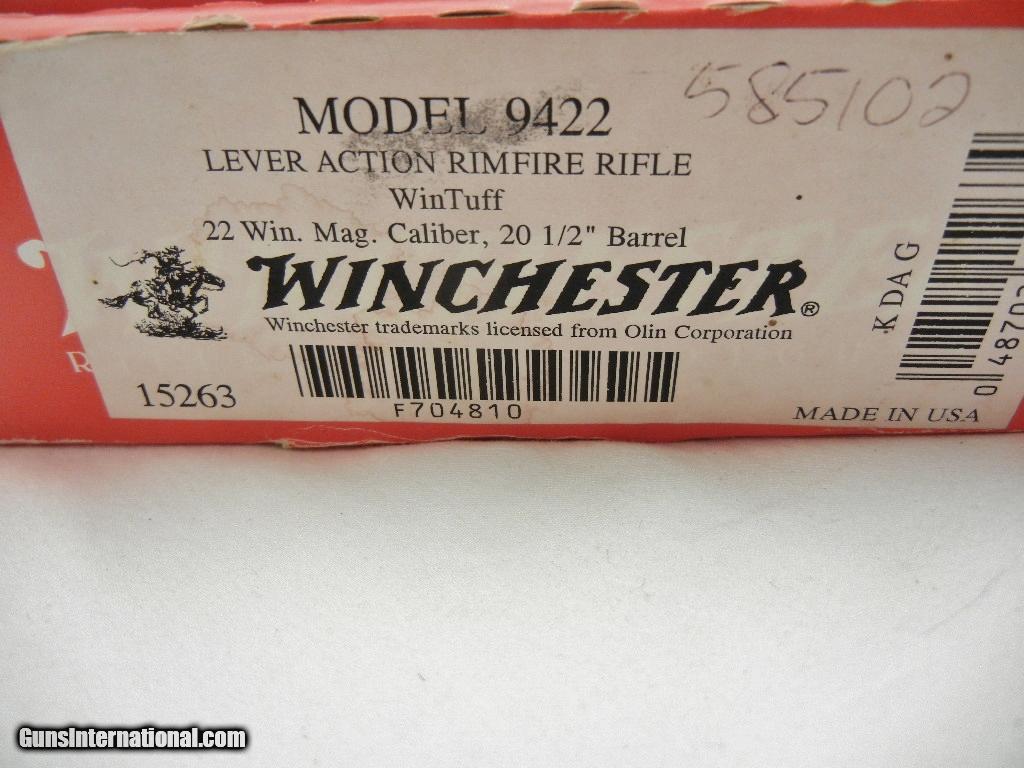 MODEL 9422
585102
LEVER ACTION RIMFIRE RIFLE
WinTuff
22 Win. Mag. Caliber, 20 1/2" Barrel
WINCHESTER®
Winchester trademarks licensed from Olin Corporation
15263
F704810
KDAG
MADE IN USA
GunsInternational.com